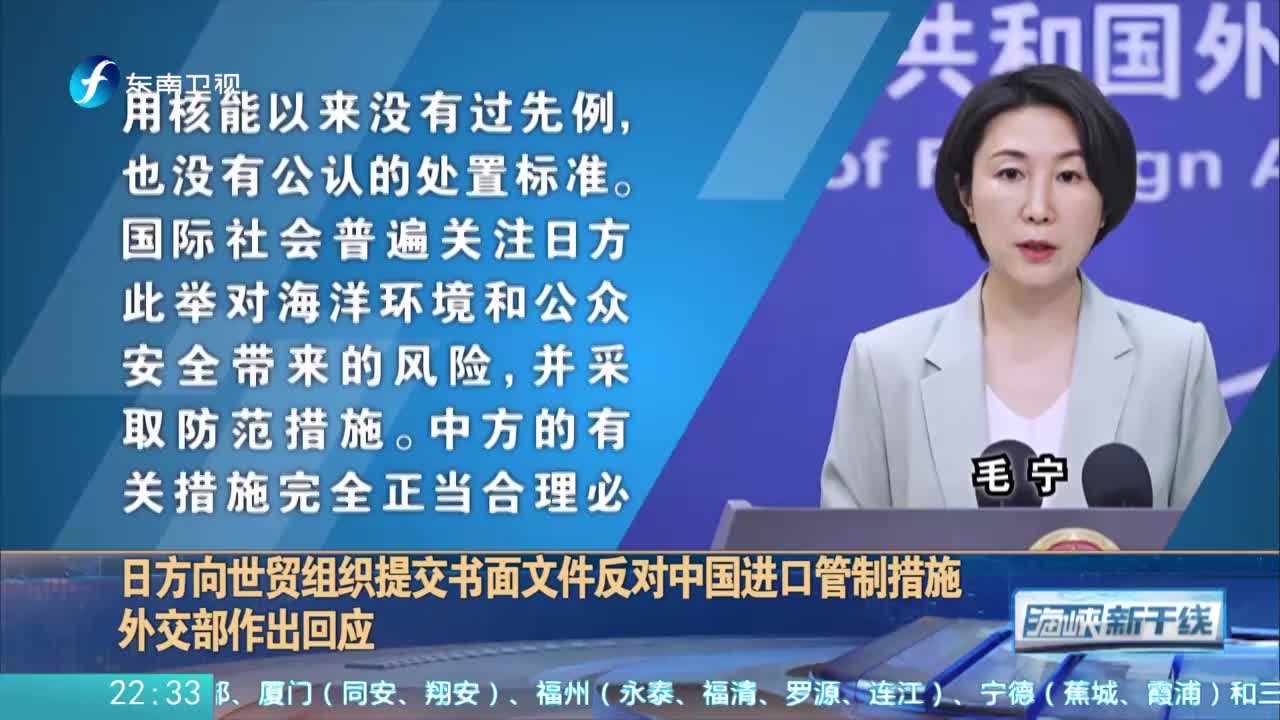 东南卫视
共和国外
of F ign A
用核能以来没有过先例,
也没有公认的处置标准。
国际社会普遍关注日方
此举对海洋环境和公众
安全带来的风险,并采
取防范措施。中方的有
关措施完全正当合理必
毛宁
日方向世贸组织提交书面文件反对中国进口管制措施
外交部作出回应
海峡新干线
22:33
、厦门(同安、翔安)、福州(永泰、福清、罗源、连江)、宁德(蕉城、霞浦)和三